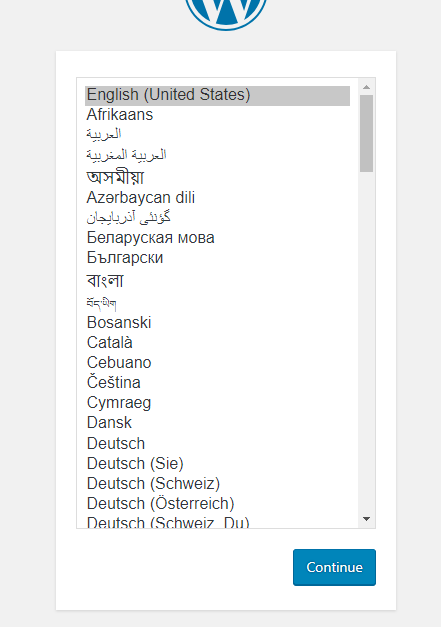 English (United States)
Afrikaans
العربية
العربية المغربية
অসমীয়া
Azərbaycan dili
گؤنئی آذربایجان
Беларуская мова
Български
বাংলা
བོད་ཡིག
Bosanski
Català
Cebuano
Čeština
Cymraeg
Dansk
Deutsch
Deutsch (Sie)
Deutsch (Schweiz)
Deutsch (Österreich)
Deutsch (Schweiz, Du)
Continue